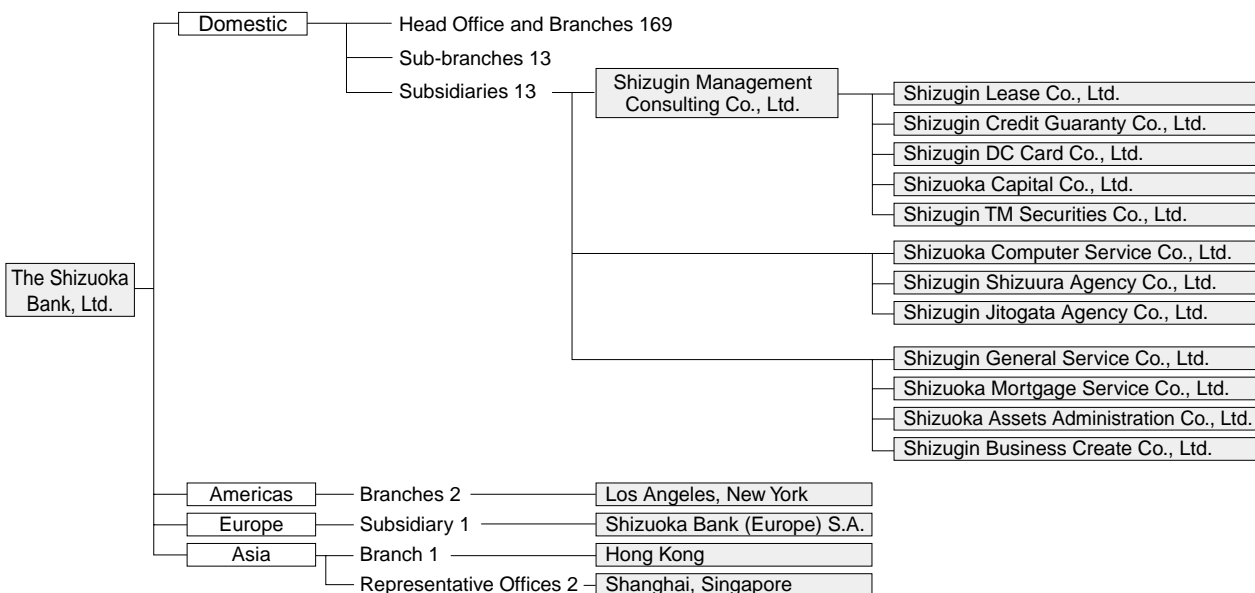 The Shizuoka
Bank, Ltd.
Domestic
Head Office and Branches 169
Sub-branches 13
Subsidiaries 13
Shizugin Management
Consulting Co., Ltd.
Shizugin Lease Co., Ltd.
Shizugin Credit Guaranty Co., Ltd.
Shizugin DC Card Co., Ltd.
Shizuoka Capital Co., Ltd.
Shizugin TM Securities Co., Ltd.
Shizuoka Computer Service Co., Ltd.
Shizugin Shizuura Agency Co., Ltd.
Shizugin Jitogata Agency Co., Ltd.
Shizugin General Service Co., Ltd.
Shizuoka Mortgage Service Co., Ltd.
Shizuoka Assets Administration Co., Ltd.
Shizugin Business Create Co., Ltd.
Americas
Branches 2
Los Angeles, New York
Europe
Subsidiary 1
Shizuoka Bank (Europe) S.A.
Asia
Branch 1
Hong Kong
Representative Offices 2
Shanghai, Singapore